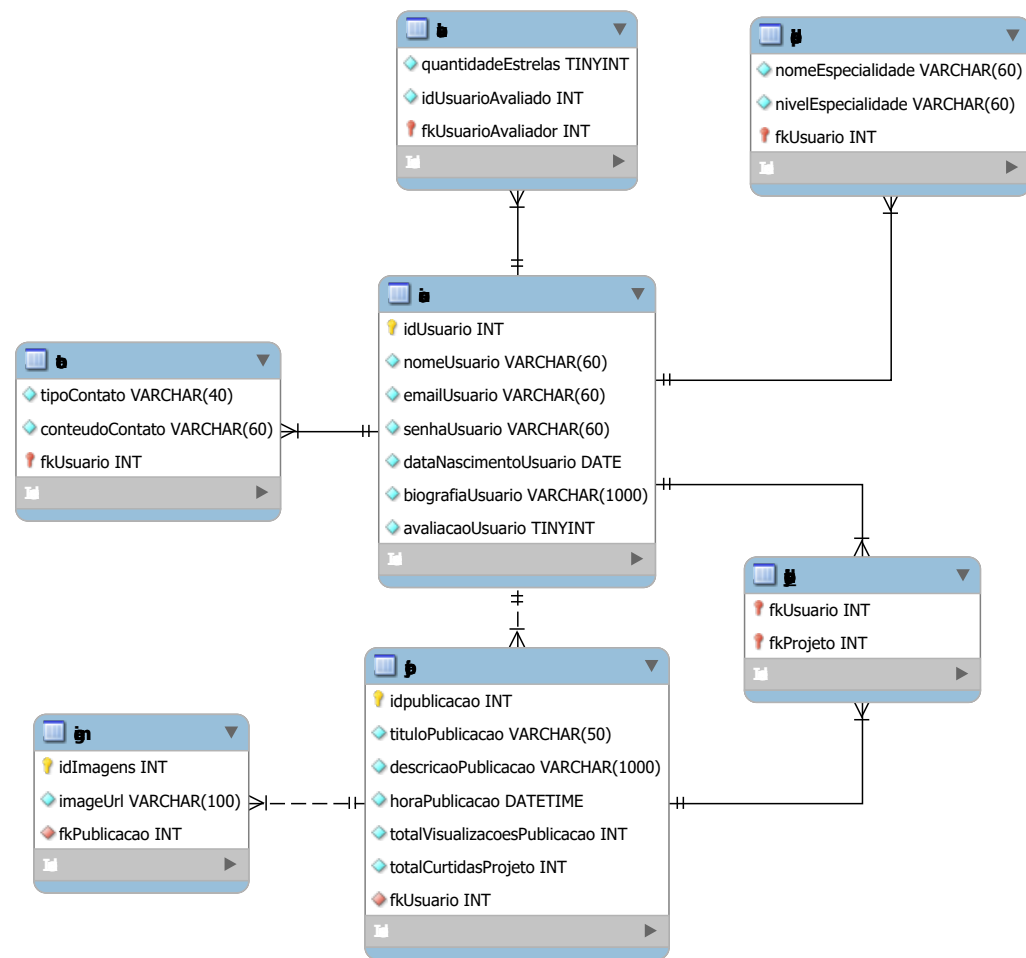 quantidadeEstrelas TINYINT
idUsuarioAvaliado INT
fkUsuarioAvaliador INT
nomeEspecialidade VARCHAR(60)
nivelEspecialidade VARCHAR(60)
fkUsuario INT
idUsuario INT
nomeUsuario VARCHAR(60)
emailUsuario VARCHAR(60)
senhaUsuario VARCHAR(60)
dataNascimentoUsuario DATE
biografiaUsuario VARCHAR(1000)
avaliacaoUsuario TINYINT
tipoContato VARCHAR(40)
conteudoContato VARCHAR(60)
fkUsuario INT
fkUsuario INT
fkProjeto INT
idpublicacao INT
tituloPublicacao VARCHAR(50)
descricaoPublicacao VARCHAR(1000)
horaPublicacao DATETIME
totalVisualizacoesPublicacao INT
totalCurtidasProjeto INT
fkUsuario INT
idImagens INT
imageUrl VARCHAR(100)
fkPublicacao INT